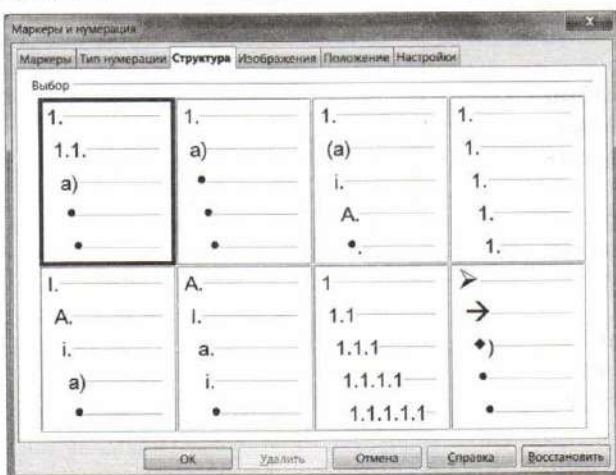 Маркеры и нумерация X
Маркеры Тип нумерации Структура Изображения Положение Настройки
Выбор
1. 1. 1. 1.
1.1. a) (a) 1.
a) • i. 1.
• • A. 1.
• • •. 1.
I. A. 1 ➢
A. I. 1.1 →
i. a. 1.1.1 ◆)
a) i. 1.1.1.1 •
• • 1.1.1.1.1 •
ОК Удалить Отмена Справка Восстановить